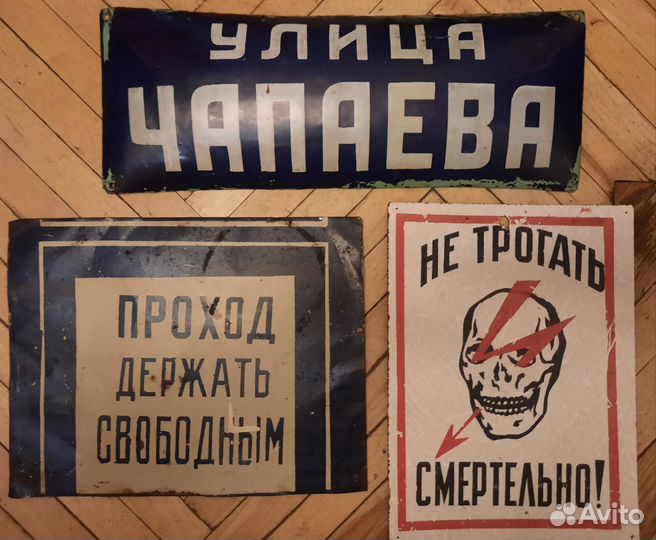 УЛИЦА
ЧАПАЕВА
ПРОХОД
ДЕРЖАТЬ
СВОБОДНЫМ
НЕ ТРОГАТЬ
СМЕРТЕЛЬНО!
Avito